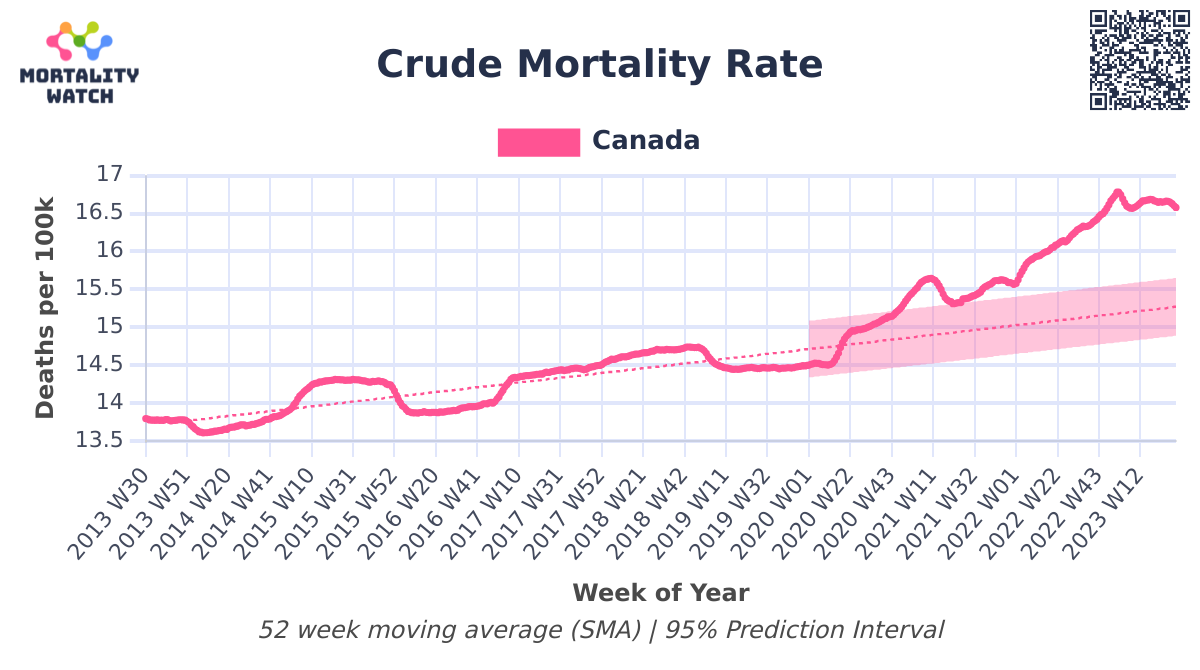 MORTALITY
WATCH
Crude Mortality Rate
Canada
Deaths per 100k
17
16.5
16
15.5
15
14.5
14
13.5
2013 W30
2013 W51
2014 W20
2014 W41
2015 W10
2015 W31
2015 W52
2016 W20
2016 W41
2017 W10
2017 W31
2017 W52
2018 W21
2018 W42
2019 W11
2019 W32
2020 W01
2020 W22
2020 W43
2021 W11
2021 W32
2022 W01
2022 W22
2022 W43
2023 W12
Week of Year
52 week moving average (SMA) | 95% Prediction Interval